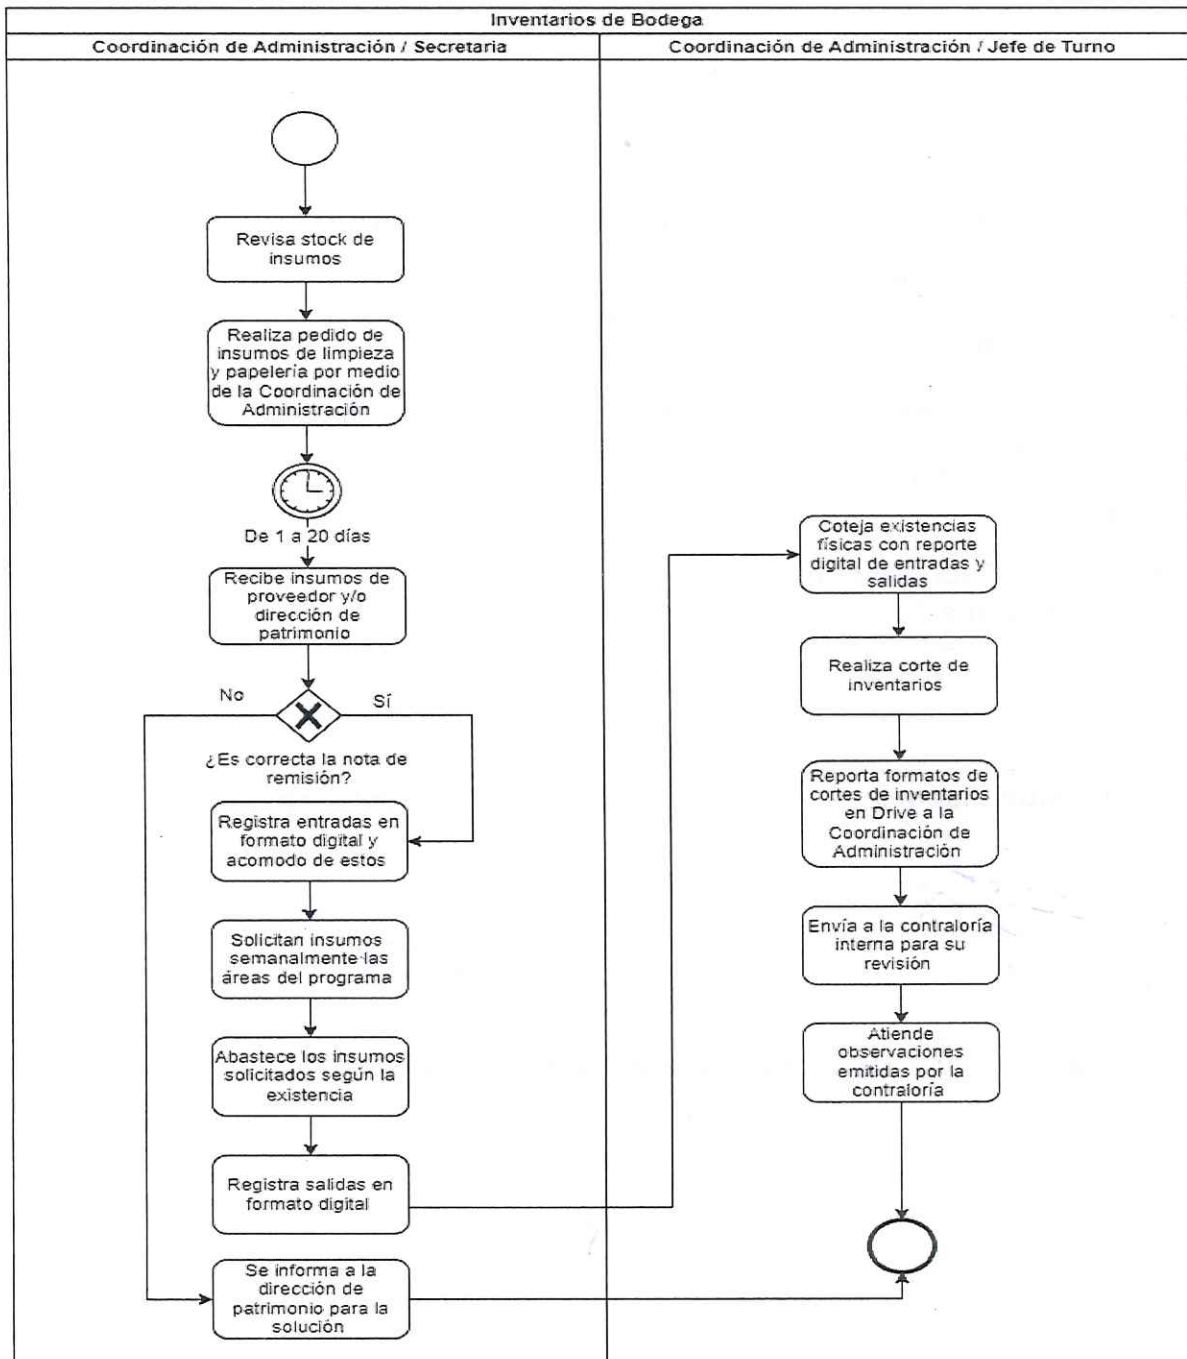 Inventarios de Bodega
Coordinación de Administración / Secretaria
Coordinación de Administración / Jefe de Turno
Revisa stock de
insumos
Realiza pedido de
insumos de limpieza
y papelería por medio
de la Coordinación de
Administración
De 1 a 20 días
Recibe insumos de
proveedor y/o
dirección de
patrimonio
No
Sí
¿Es correcta la nota de
remisión?
Registra entradas en
formato digital y
acomodo de estos
Solicitan insumos
semanalmente las
áreas del programa
Abastece los insumos
solicitados según la
existencia
Registra salidas en
formato digital
Se informa a la
dirección de
patrimonio para la
solución
Coteja existencias
físicas con reporte
digital de entradas y
salidas
Realiza corte de
inventarios
Reporta formatos de
cortes de inventarios
en Drive a la
Coordinación de
Administración
Envía a la contraloría
interna para su
revisión
Atiende
observaciones
emitidas por la
contraloría